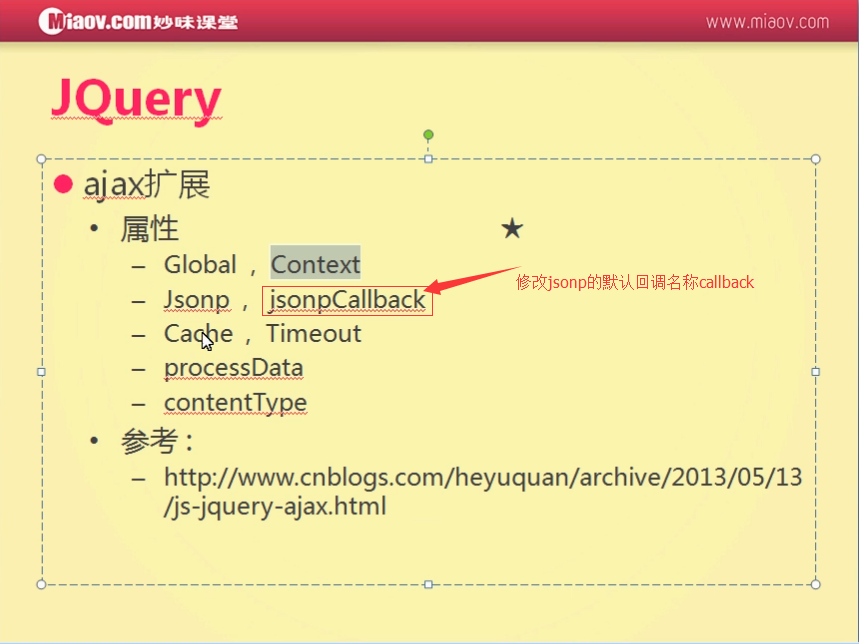 Miaov.com妙味课堂
www.miaov.com
JQuery
ajax扩展
• 属性
★
– Global ，Context
– Jsonp ，jsonpCallback
修改jsonp的默认回调名称callback
– Cache ，Timeout
– processData
– contentType
• 参考：
– http://www.cnblogs.com/heyuquan/archive/2013/05/13
/js-jquery-ajax.html